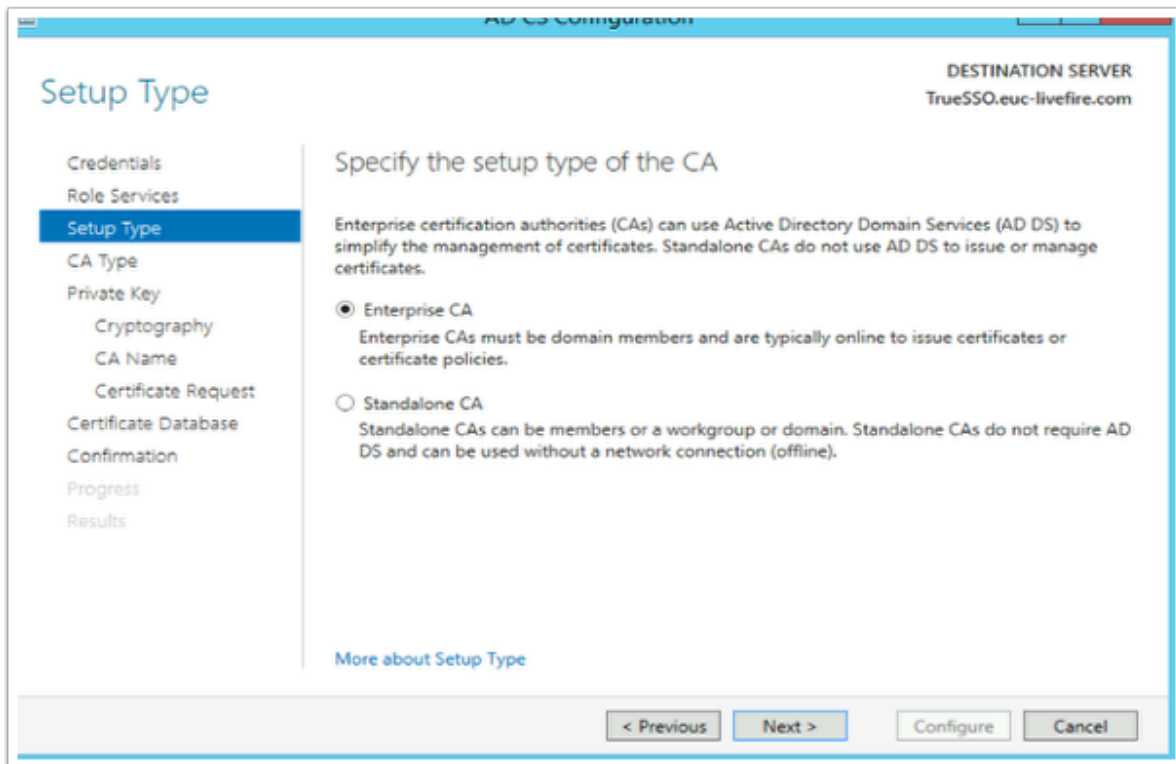 AD CS Configuration
Setup Type
DESTINATION SERVER
TrueSSO.euc-livefire.com
Credentials
Role Services
Setup Type
CA Type
Private Key
Cryptography
CA Name
Certificate Request
Certificate Database
Confirmation
Progress
Results
Specify the setup type of the CA
Enterprise certification authorities (CAs) can use Active Directory Domain Services (AD DS) to
simplify the management of certificates. Standalone CAs do not use AD DS to issue or manage
certificates.
Enterprise CA
Enterprise CAs must be domain members and are typically online to issue certificates or
certificate policies.
Standalone CA
Standalone CAs can be members or a workgroup or domain. Standalone CAs do not require AD
DS and can be used without a network connection (offline).
More about Setup Type
< Previous
Next >
Configure
Cancel